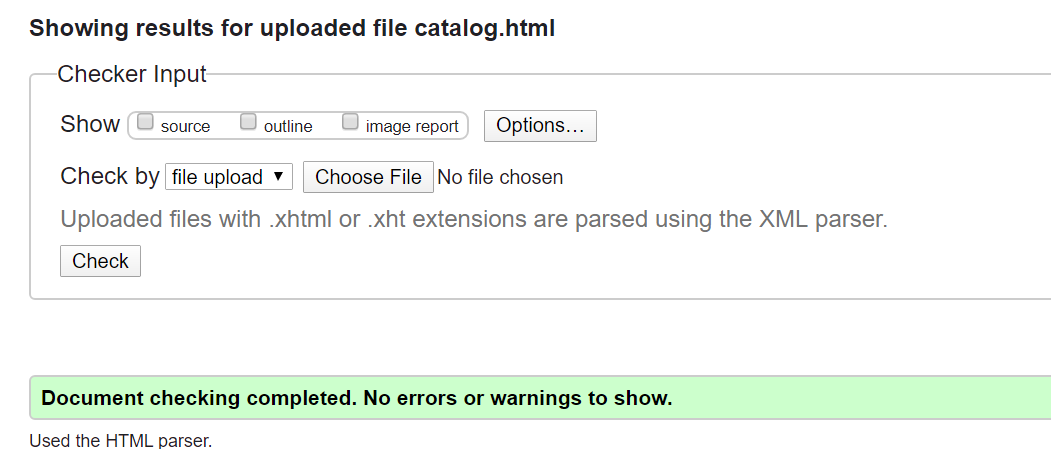 Showing results for uploaded file catalog.html
Checker Input
Show source outline image report Options...
Check by file upload Choose File No file chosen
Uploaded files with .xhtml or .xht extensions are parsed using the XML parser.
Check
Document checking completed. No errors or warnings to show.
Used the HTML parser.